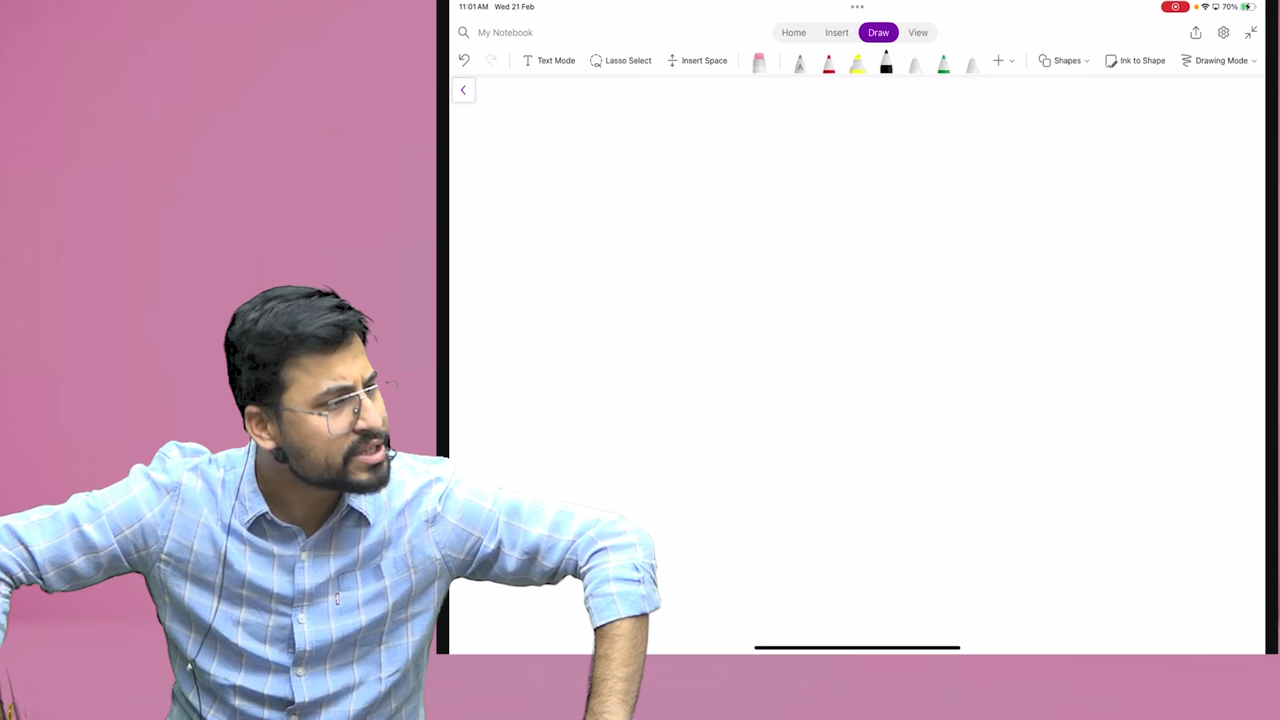 11:01 AM Wed 21 Feb
70%
My Notebook
Home Insert Draw View
Text Mode Lasso Select Insert Space Shapes Ink to Shape Drawing Mode